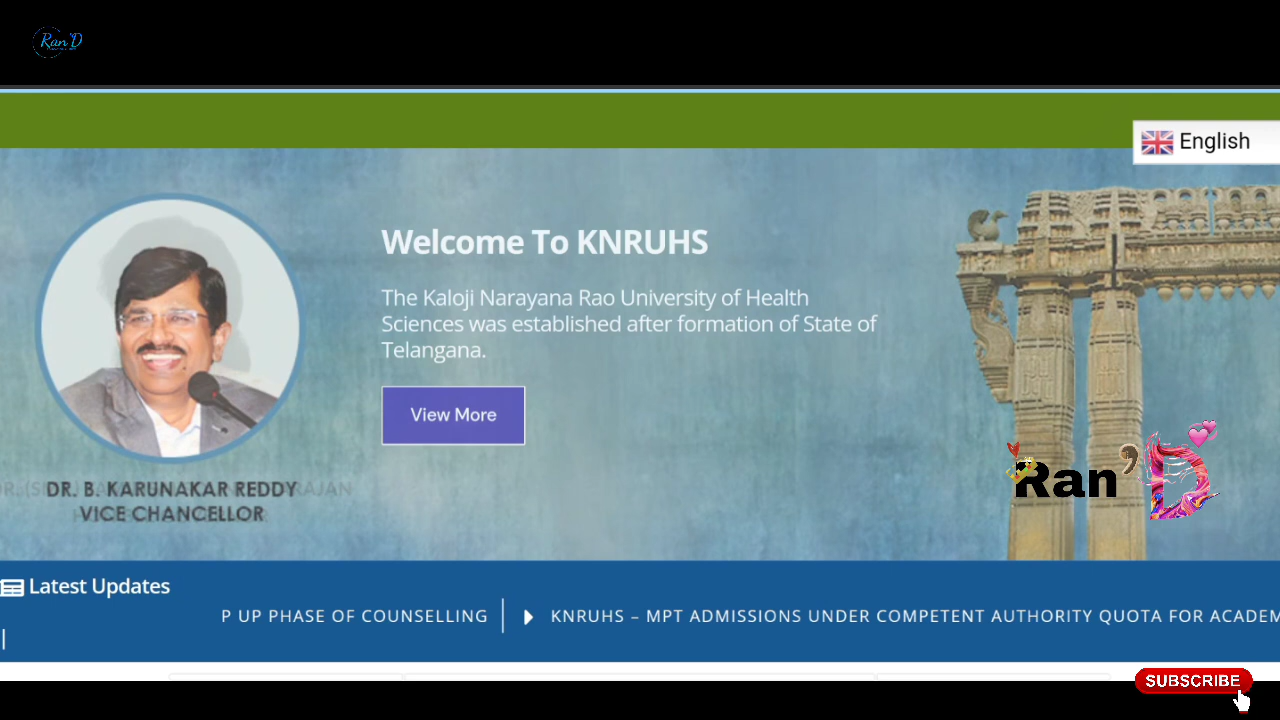 Ran'D
English
Welcome To KNRUHS
The Kaloji Narayana Rao University of Health
Sciences was established after formation of State of
Telangana.
View More
DR. B. KARUNAKAR REDDY
VICE CHANCELLOR
Ran'D
Latest Updates
P UP PHASE OF COUNSELLING
KNRUHS – MPT ADMISSIONS UNDER COMPETENT AUTHORITY QUOTA FOR ACADEM
SUBSCRIBE